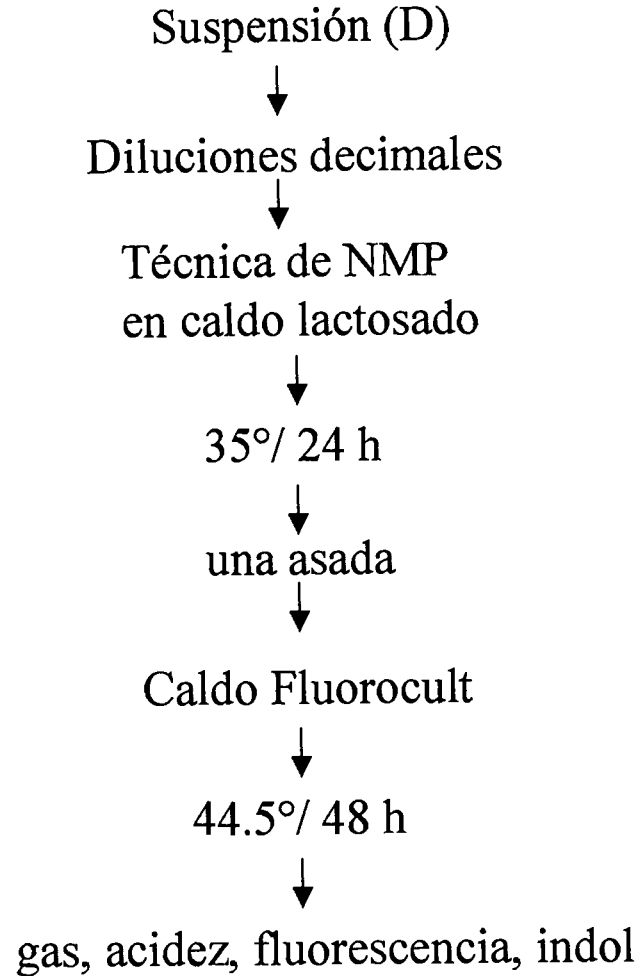 Suspensión (D)
Diluciones decimales
Técnica de NMP
en caldo lactosado
35°/ 24 h
una asada
Caldo Fluorocult
44.5°/ 48 h
gas, acidez, fluorescencia, indol